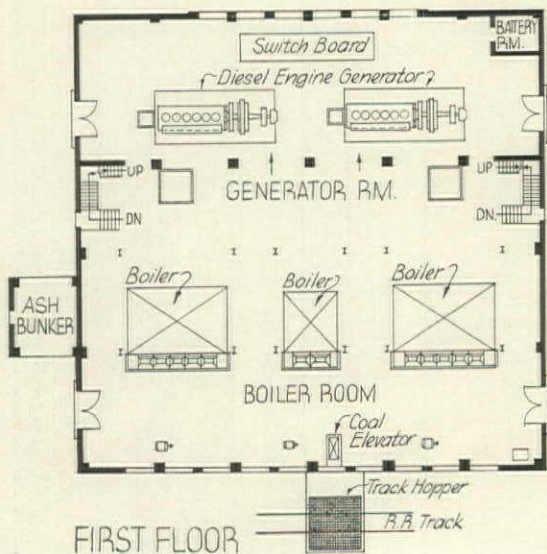 BATTERY
RM.
Switch Board
Diesel Engine Generator
UP
UP
GENERATOR RM.
DN
DN.
Boiler
Boiler
Boiler
ASH
BUNKER
BOILER ROOM
Coal
Elevator
Track Hopper
R.R. Track
FIRST FLOOR